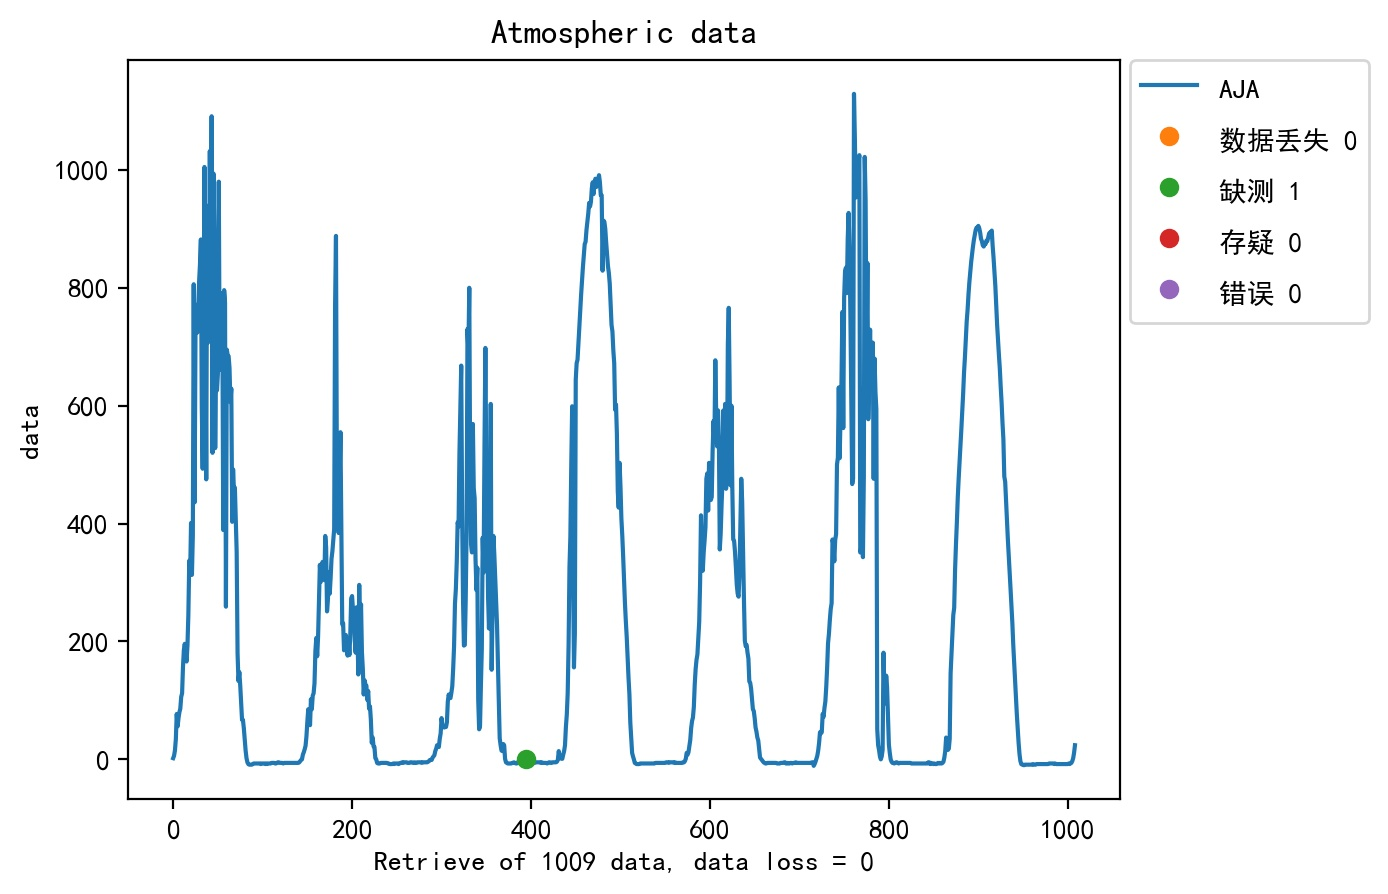 Atmospheric data
AJA
数据丢失 0
缺测 1
存疑 0
错误 0
1000
800
600
400
200
0
data
0 200 400 600 800 1000
Retrieve of 1009 data, data loss = 0